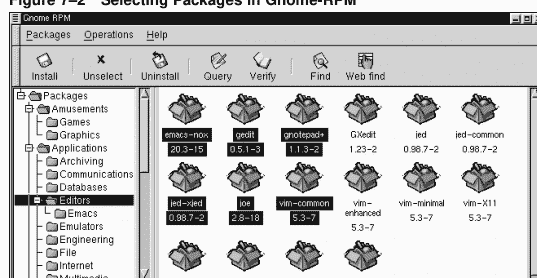 Figure 7–2 Selecting Packages in Gnome-RPM
Gnome RPM
Packages Operations Help
Install Unselect Uninstall Query Verify Find Web find
Packages
Amusements
Games
Graphics
Applications
Archiving
Communications
Databases
Editors
Emacs
Emulators
Engineering
File
Internet
Multimedia
emacs-nox gedit gnotepad+ GXedit jed jed-common
20.3-15 0.5.1-3 1.1.3-2 1.23-2 0.98.7-2 0.98.7-2
jed-xjed joe vim-common vim-enhanced vim-minimal vim-X11
0.98.7-2 2.8-18 5.3-7 5.3-7 5.3-7 5.3-7